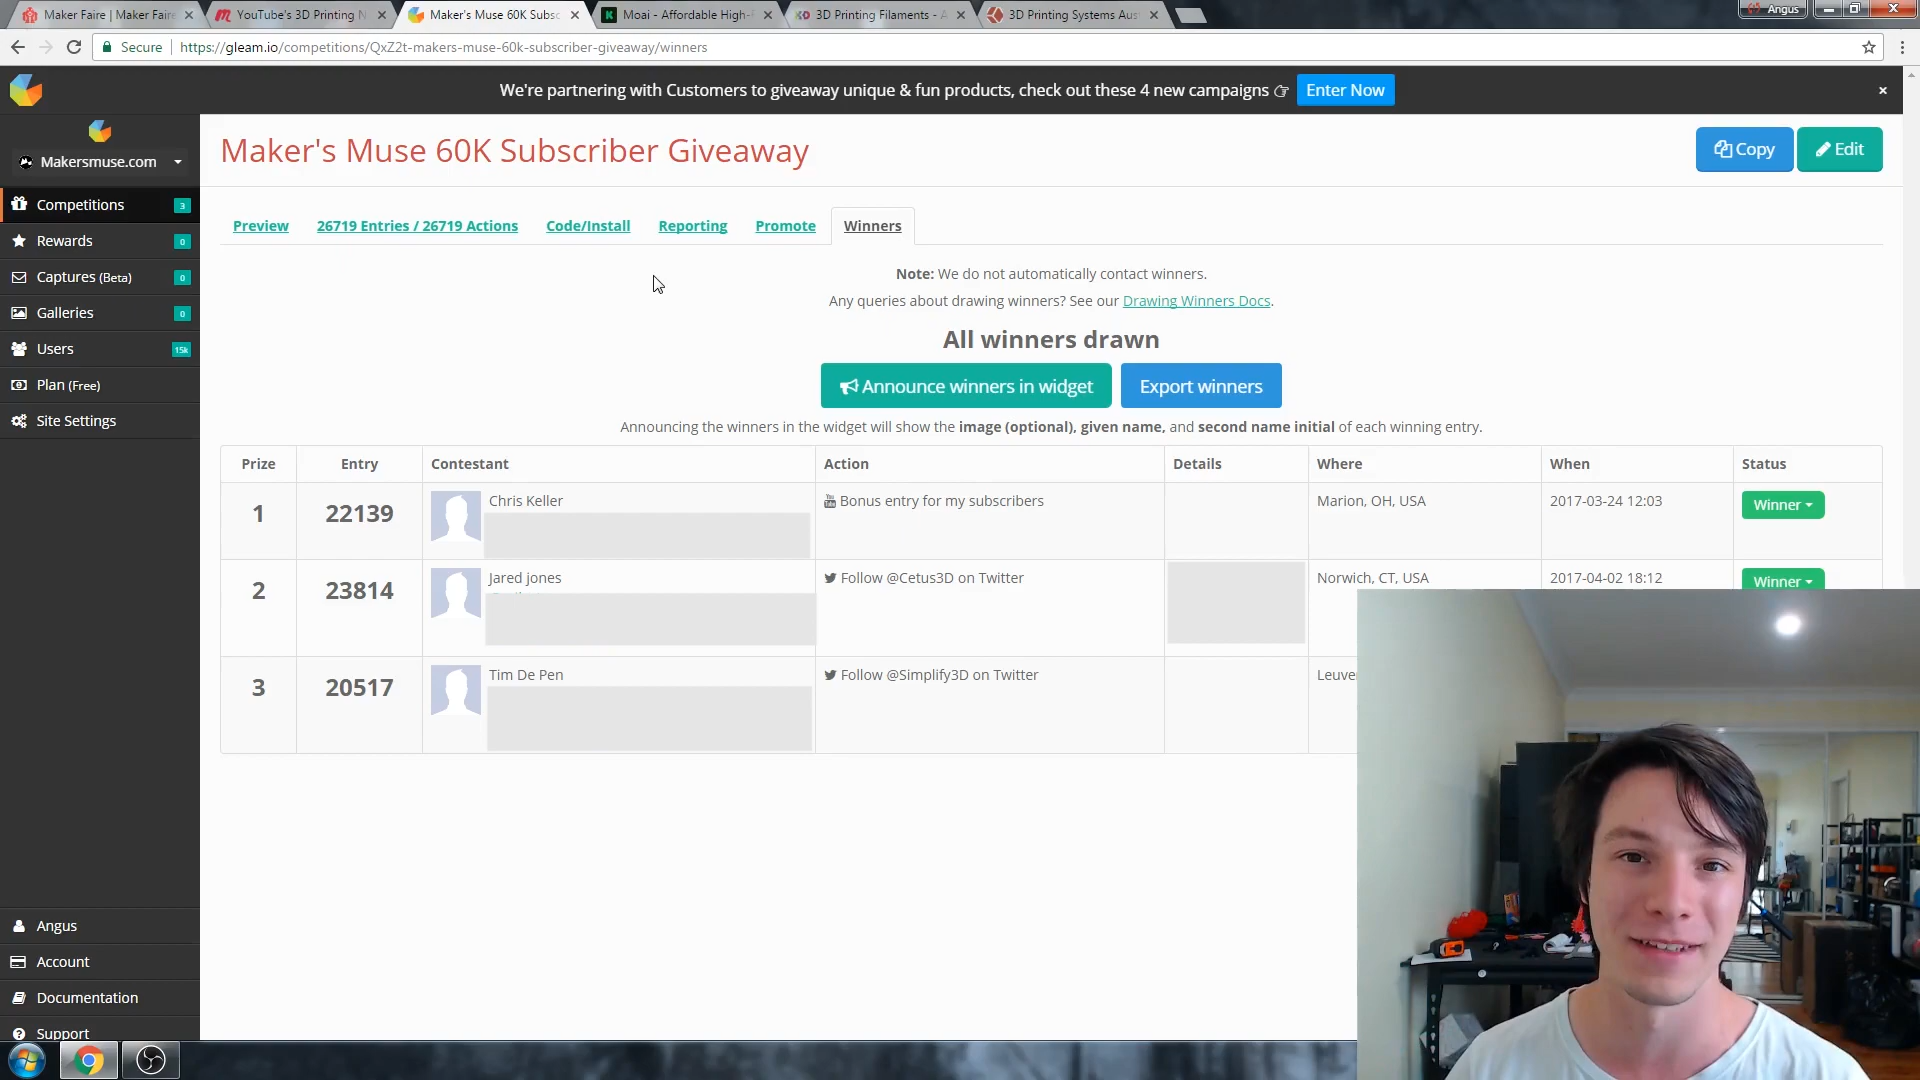 Maker Faire | Maker Faire
YouTube's 3D Printing N
Maker's Muse 60K Subsc
Moai - Affordable High-
3D Printing Filaments - A
3D Printing Systems Aus
Angus
Secure
https://gleam.io/competitions/QxZ2t-makers-muse-60k-subscriber-giveaway/winners
We're partnering with Customers to giveaway unique & fun products, check out these 4 new campaigns
Enter Now
×
Makersmuse.com
Competitions 3
Rewards 0
Captures (Beta) 0
Galleries 0
Users 15k
Plan (Free)
Site Settings
Angus
Account
Documentation
Support
Maker's Muse 60K Subscriber Giveaway
Copy
Edit
Preview
26719 Entries / 26719 Actions
Code/Install
Reporting
Promote
Winners
Note: We do not automatically contact winners.
Any queries about drawing winners? See our Drawing Winners Docs.
All winners drawn
Announce winners in widget
Export winners
Announcing the winners in the widget will show the image (optional), given name, and second name initial of each winning entry.
Prize Entry Contestant Action Details Where When Status
1 22139 Chris Keller Bonus entry for my subscribers Marion, OH, USA 2017-03-24 12:03 Winner
2 23814 Jared jones Follow @Cetus3D on Twitter Norwich, CT, USA 2017-04-02 18:12 Winner
3 20517 Tim De Pen Follow @Simplify3D on Twitter Leuve